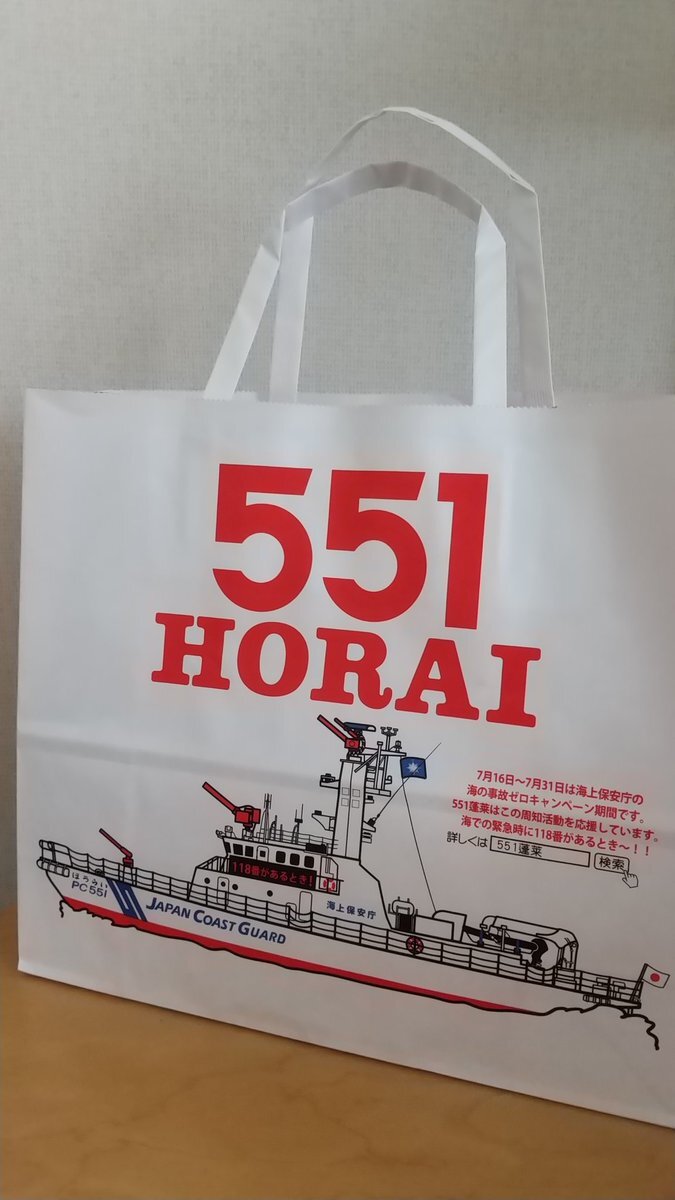 551
HORAI
7月16日～7月31日は海上保安庁の
海の事故ゼロキャンペーン期間です。
551蓬莱はこの周知活動を応援しています。
海での緊急時に118番があるとき～！！
詳しくは 551蓬莱 検索
118番があるとき!
ほうみい
PC551
JAPAN COAST GUARD
海上保安庁